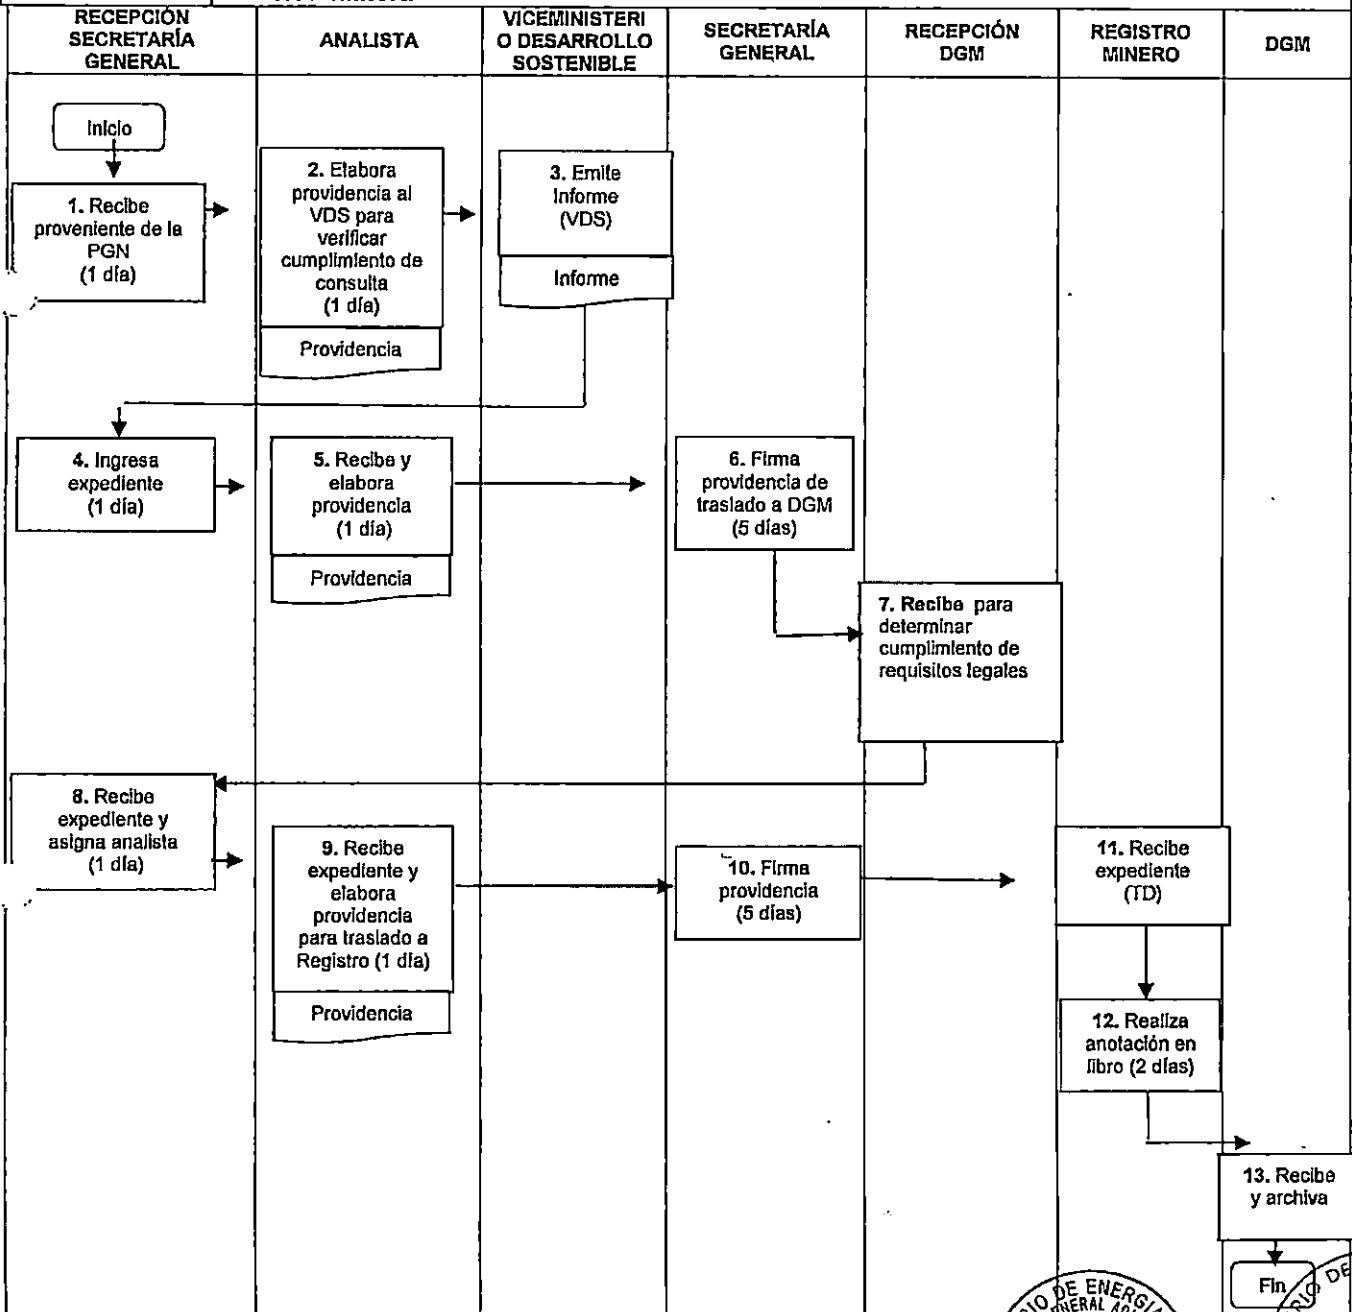 RECEPCIÓN
SECRETARÍA
GENERAL
ANALISTA
VICEMINISTERI
O DESARROLLO
SOSTENIBLE
SECRETARÍA
GENERAL
RECEPCIÓN
DGM
REGISTRO
MINERO
DGM
Inicio
1. Recibe
proveniente de la
PGN
(1 día)
2. Elabora
providencia al
VDS para
verificar
cumplimiento de
consulta
(1 día)
Providencia
3. Emite
Informe
(VDS)
Informe
4. Ingresa
expediente
(1 día)
5. Recibe y
elabora
providencia
(1 día)
Providencia
6. Firma
providencia de
traslado a DGM
(5 días)
7. Recibe para
determinar
cumplimiento de
requisitos legales
8. Recibe
expediente y
asigna analista
(1 día)
9. Recibe
expediente y
elabora
providencia
para traslado a
Registro (1 día)
Providencia
10. Firma
providencia
(5 días)
11. Recibe
expediente
(TD)
12. Realiza
anotación en
libro (2 días)
13. Recibe
y archiva
Fin
DE ENERG
DE